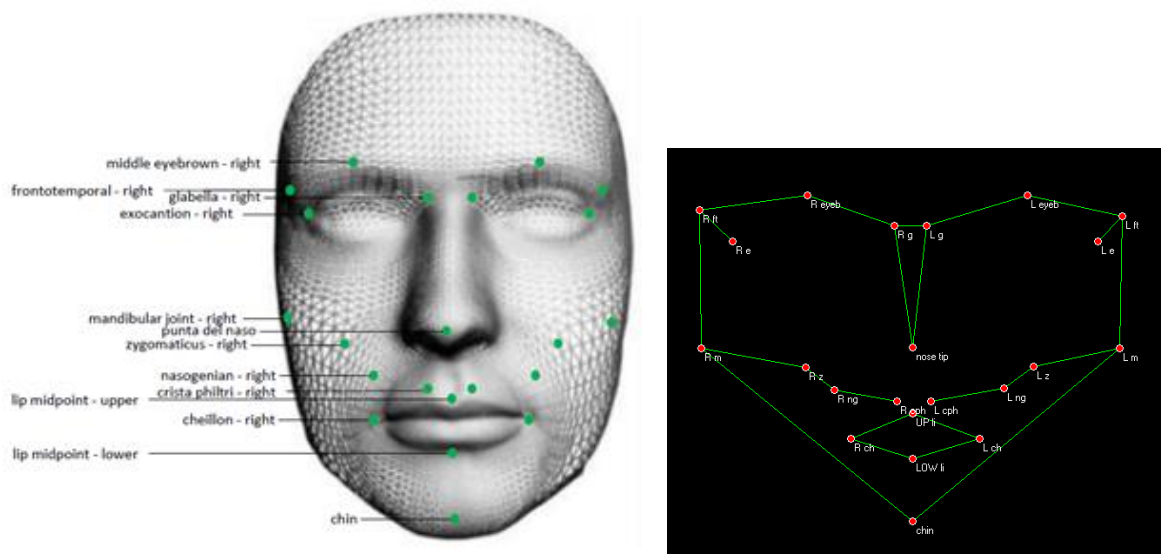 middle eyebrown - right
frontotemporal - right
glabella - right
exocantion - right
mandibular joint - right
punta del naso
zygomaticus - right
nasogenian - right
crista philtri - right
lip midpoint - upper
cheillon - right
lip midpoint - lower
chin
R eyeb
L eyeb
R ft
L ft
R g
L g
R e
L e
nose tip
R m
L m
R z
L z
R ng
L ng
R cph
L cph
UP li
R ch
L ch
LOW li
chin